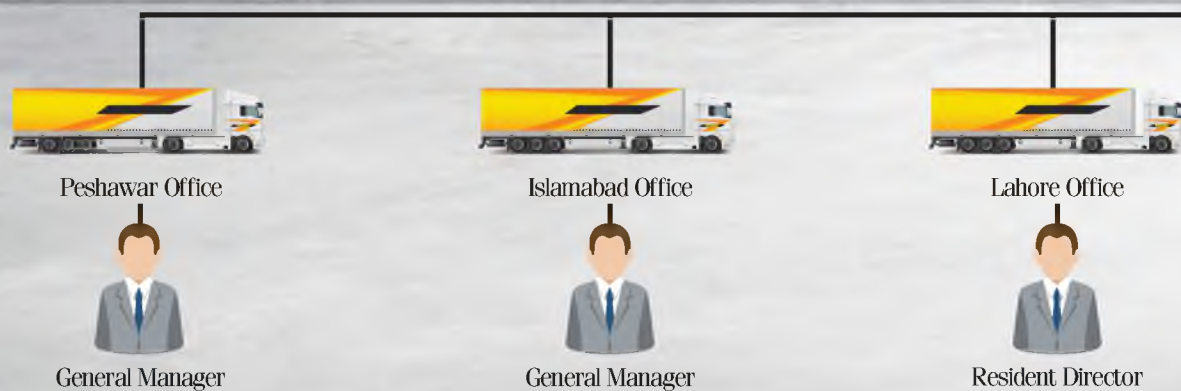 Peshawar Office
Islamabad Office
Lahore Office
General Manager
General Manager
Resident Director